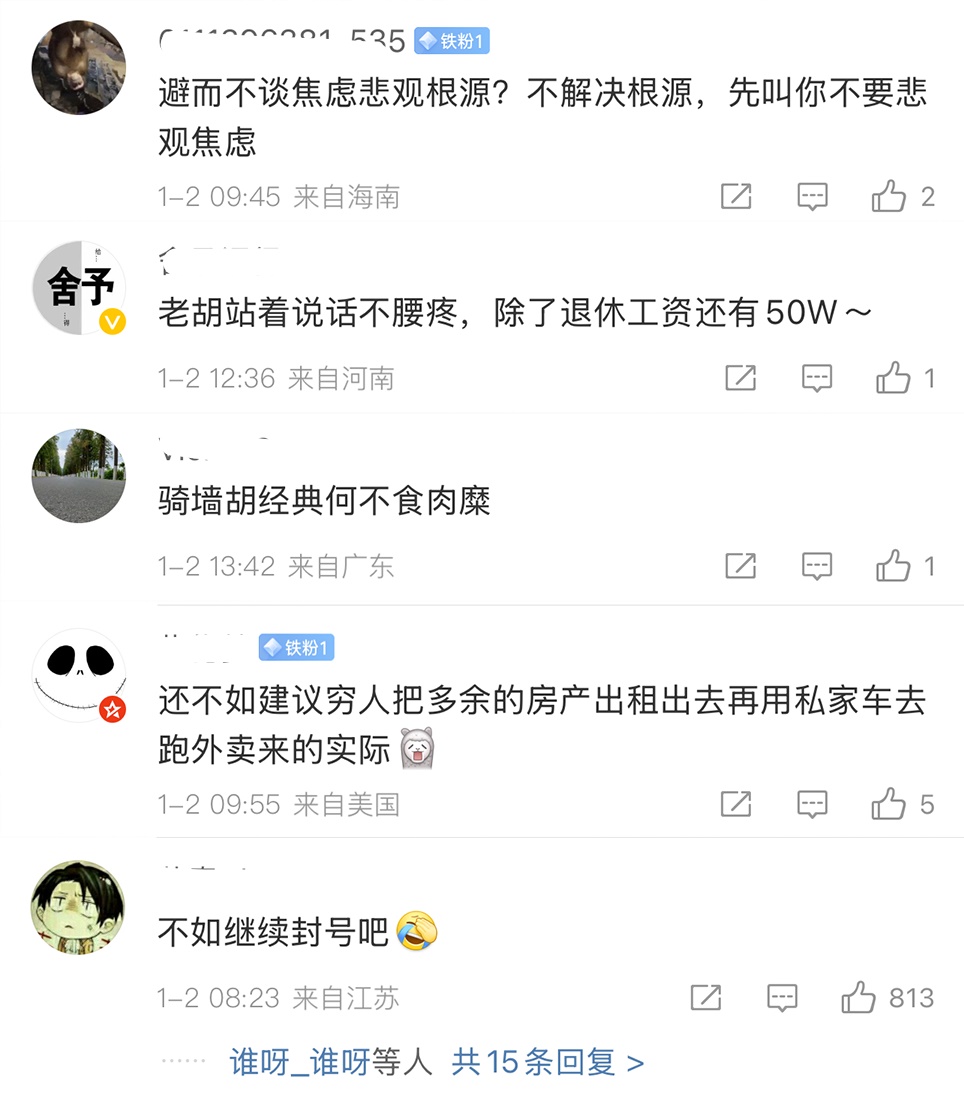 535 铁粉1
避而不谈焦虑悲观根源？不解决根源，先叫你不要悲
观焦虑
1-2 09:45 来自海南 2
给…
舍予
…得
老胡站着说话不腰疼，除了退休工资还有50W～
1-2 12:36 来自河南 1
骑墙胡经典何不食肉糜
1-2 13:42 来自广东 1
铁粉1
还不如建议穷人把多余的房产出租出去再用私家车去
跑外卖来的实际
1-2 09:55 来自美国 5
不如继续封号吧
1-2 08:23 来自江苏 813
…… 谁呀_谁呀等人 共15条回复 >